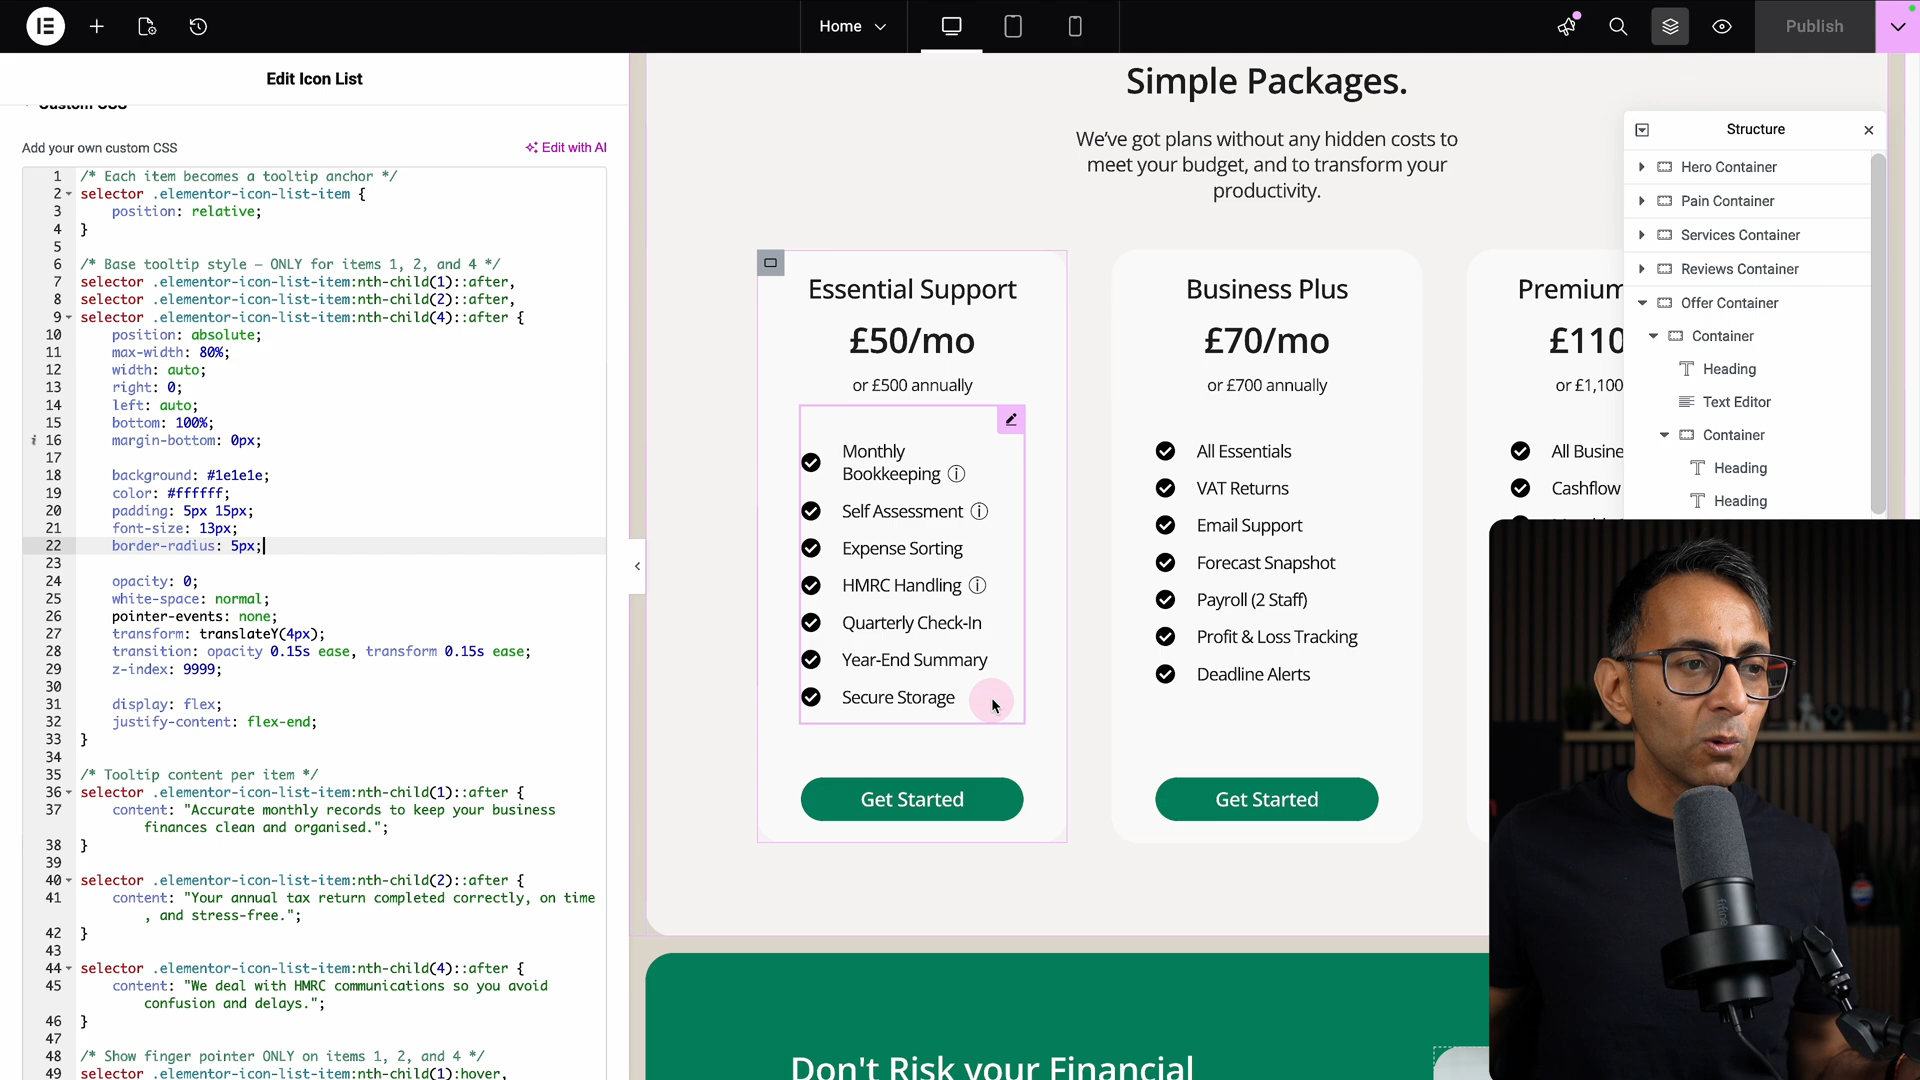 Home
Publish
Edit Icon List
Custom CSS
Add your own custom CSS
Edit with AI
1 /* Each item becomes a tooltip anchor */
2 selector .elementor-icon-list-item {
3 position: relative;
4 }
5
6 /* Base tooltip style – ONLY for items 1, 2, and 4 */
7 selector .elementor-icon-list-item:nth-child(1)::after,
8 selector .elementor-icon-list-item:nth-child(2)::after,
9 selector .elementor-icon-list-item:nth-child(4)::after {
10 position: absolute;
11 max-width: 80%;
12 width: auto;
13 right: 0;
14 left: auto;
15 bottom: 100%;
16 margin-bottom: 0px;
17
18 background: #1e1e1e;
19 color: #ffffff;
20 padding: 5px 15px;
21 font-size: 13px;
22 border-radius: 5px;
23
24 opacity: 0;
25 white-space: normal;
26 pointer-events: none;
27 transform: translateY(4px);
28 transition: opacity 0.15s ease, transform 0.15s ease;
29 z-index: 9999;
30
31 display: flex;
32 justify-content: flex-end;
33 }
34
35 /* Tooltip content per item */
36 selector .elementor-icon-list-item:nth-child(1)::after {
37 content: "Accurate monthly records to keep your business
finances clean and organised.";
38 }
39
40 selector .elementor-icon-list-item:nth-child(2)::after {
41 content: "Your annual tax return completed correctly, on time
, and stress-free.";
42 }
43
44 selector .elementor-icon-list-item:nth-child(4)::after {
45 content: "We deal with HMRC communications so you avoid
confusion and delays.";
46 }
47
48 /* Show finger pointer ONLY on items 1, 2, and 4 */
49 selector .elementor-icon-list-item:nth-child(1):hover,
Simple Packages.
We've got plans without any hidden costs to
meet your budget, and to transform your
productivity.
Essential Support
£50/mo
or £500 annually
Monthly
Bookkeeping
Self Assessment
Expense Sorting
HMRC Handling
Quarterly Check-In
Year-End Summary
Secure Storage
Get Started
Business Plus
£70/mo
or £700 annually
All Essentials
VAT Returns
Email Support
Forecast Snapshot
Payroll (2 Staff)
Profit & Loss Tracking
Deadline Alerts
Get Started
Premium
£110
or £1,100
All Busine
Cashflow
Structure
Hero Container
Pain Container
Services Container
Reviews Container
Offer Container
Container
Heading
Text Editor
Container
Heading
Heading
Don't Risk your Financial
fifine